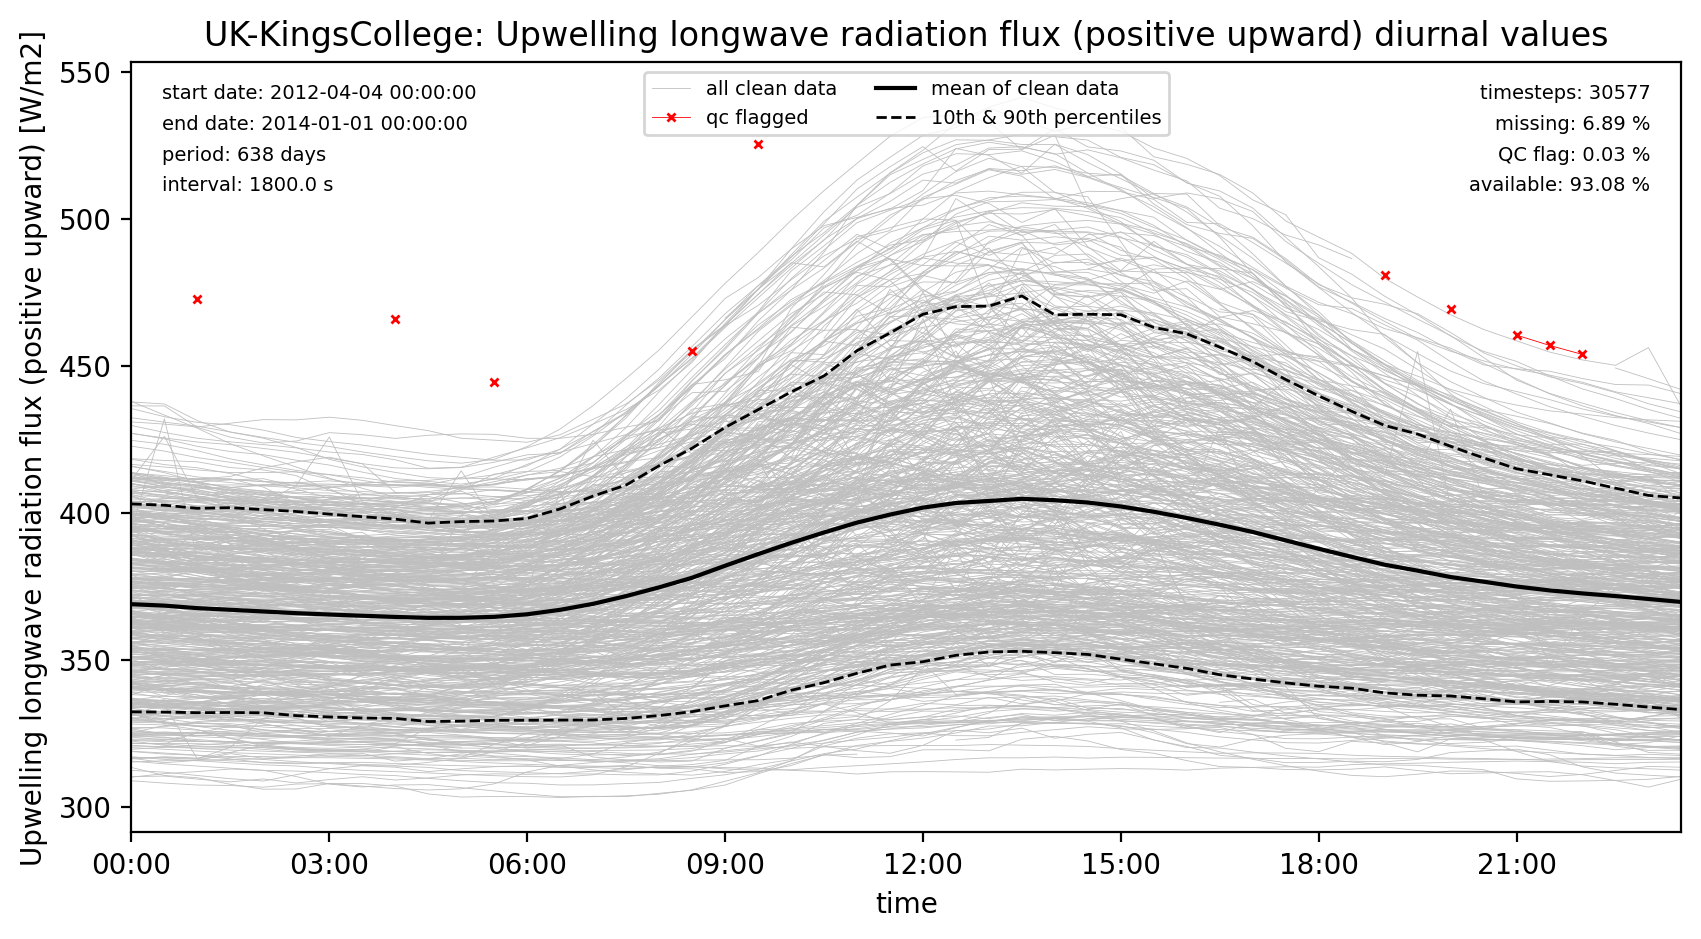 UK-KingsCollege: Upwelling longwave radiation flux (positive upward) diurnal values
Upwelling longwave radiation flux (positive upward) [W/m2]
550
500
450
400
350
300
start date: 2012-04-04 00:00:00
end date: 2014-01-01 00:00:00
period: 638 days
interval: 1800.0 s
all clean data
qc flagged
mean of clean data
10th & 90th percentiles
timesteps: 30577
missing: 6.89 %
QC flag: 0.03 %
available: 93.08 %
00:00 03:00 06:00 09:00 12:00 15:00 18:00 21:00
time